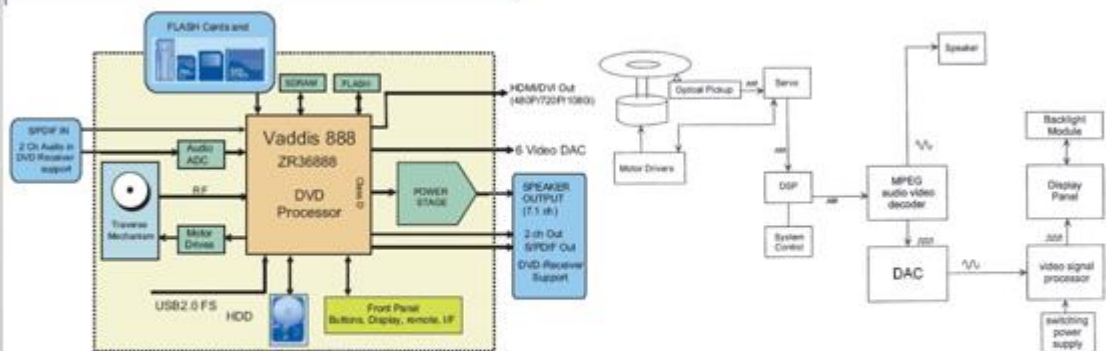 FLASH Cards and
SDRAM
FLASH
HDMI/DVI Out
(480P/720P/1080i)
S/PDIF IN
2 Ch Audio in
DVD Receiver
support
Audio
ADC
Vaddis 888
ZR36888
DVD
Processor
Class D
6 Video DAC
POWER
STAGE
SPEAKER
OUTPUT
(7.1 ch)
2 ch Out
S/PDIF Out
DVD-Receiver
Support
RF
Traverse
Mechanism
Motor
Drives
USB2.0 FS
HDD
Front Panel
Buttons, Display, remote, I/F
Optical Pickup
Servo
Motor Drivers
DSP
System
Control
Speaker
MPEG
audio video
decoder
DAC
Backlight
Module
Display
Panel
video signal
processor
switching
power
supply